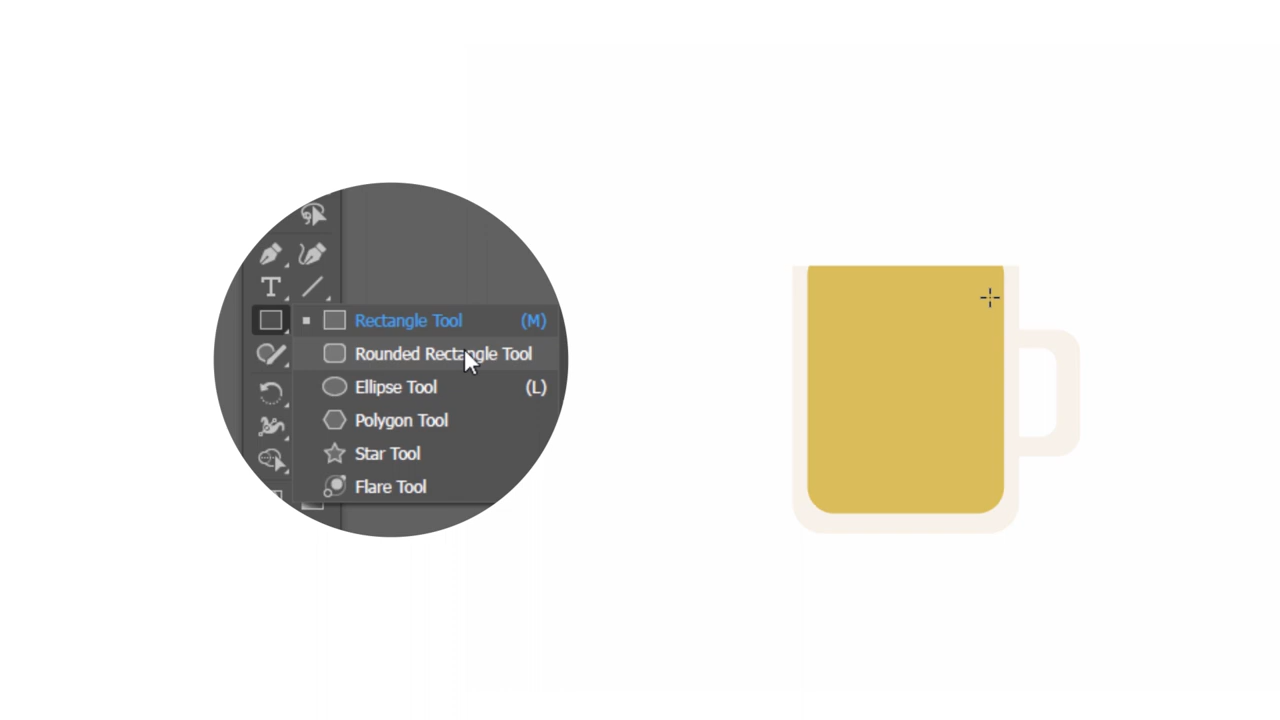 T
Rectangle Tool (M)
Rounded Rectangle Tool
Ellipse Tool (L)
Polygon Tool
Star Tool
Flare Tool